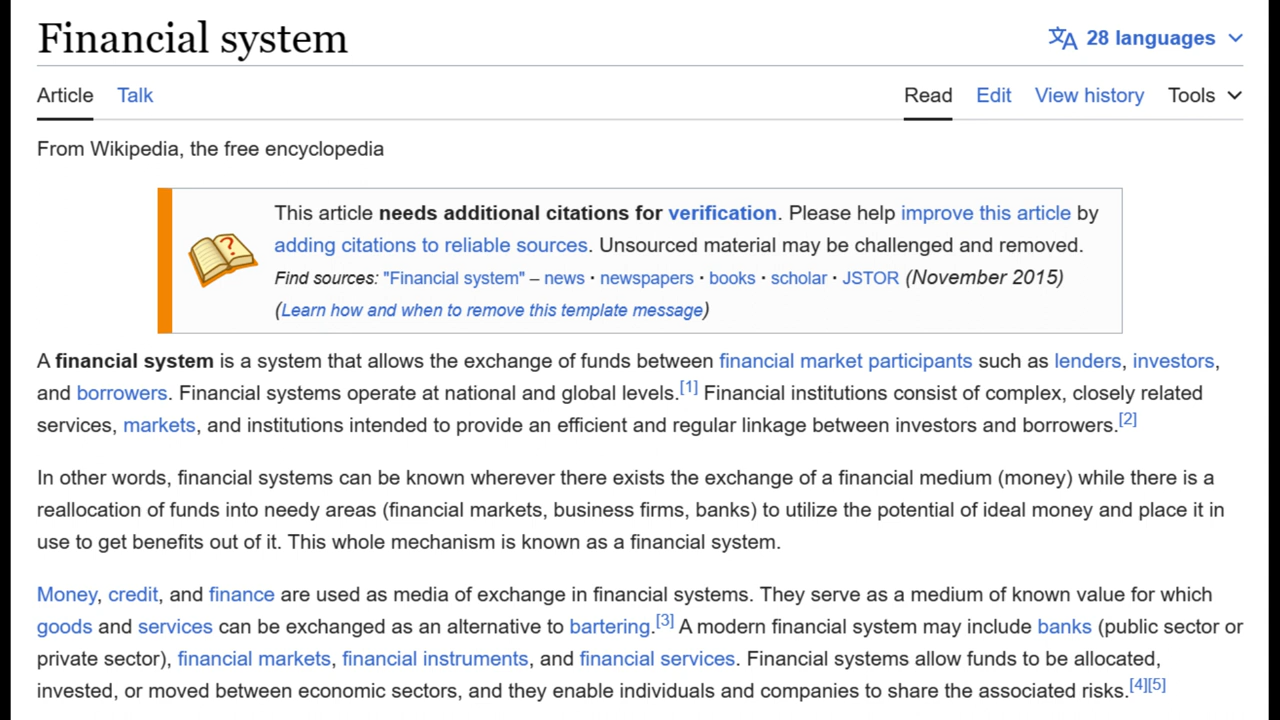 Financial system
28 languages
Article Talk Read Edit View history Tools
From Wikipedia, the free encyclopedia
This article needs additional citations for verification. Please help improve this article by
adding citations to reliable sources. Unsourced material may be challenged and removed.
Find sources: "Financial system" – news · newspapers · books · scholar · JSTOR (November 2015)
(Learn how and when to remove this template message)
A financial system is a system that allows the exchange of funds between financial market participants such as lenders, investors,
and borrowers. Financial systems operate at national and global levels.[1] Financial institutions consist of complex, closely related
services, markets, and institutions intended to provide an efficient and regular linkage between investors and borrowers.[2]
In other words, financial systems can be known wherever there exists the exchange of a financial medium (money) while there is a
reallocation of funds into needy areas (financial markets, business firms, banks) to utilize the potential of ideal money and place it in
use to get benefits out of it. This whole mechanism is known as a financial system.
Money, credit, and finance are used as media of exchange in financial systems. They serve as a medium of known value for which
goods and services can be exchanged as an alternative to bartering.[3] A modern financial system may include banks (public sector or
private sector), financial markets, financial instruments, and financial services. Financial systems allow funds to be allocated,
invested, or moved between economic sectors, and they enable individuals and companies to share the associated risks.[4][5]